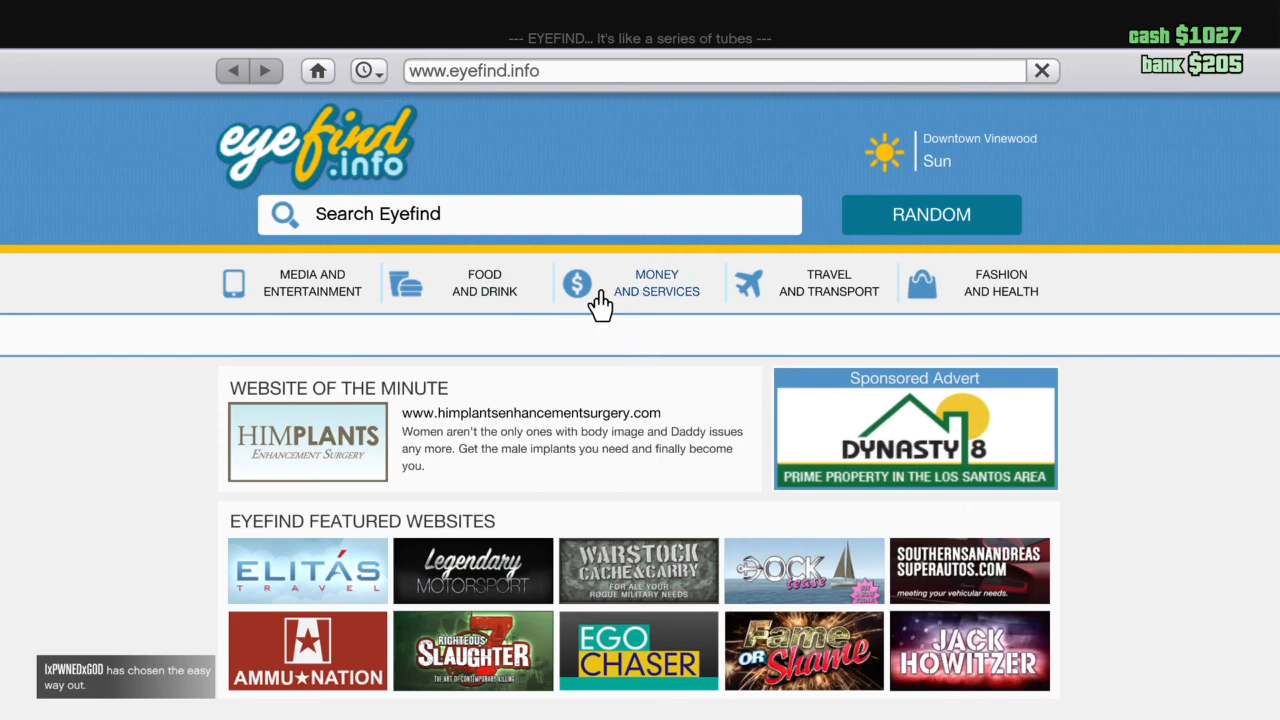 --- EYEFIND... It's like a series of tubes ---
cash $1027
bank $205
www.eyefind.info
eyefind
.info
Downtown Vinewood
Sun
Search Eyefind
RANDOM
MEDIA AND
ENTERTAINMENT
FOOD
AND DRINK
MONEY
AND SERVICES
TRAVEL
AND TRANSPORT
FASHION
AND HEALTH
WEBSITE OF THE MINUTE
HIMPLANTS
ENHANCEMENT SURGERY
www.himplantsenhancementsurgery.com
Women aren't the only ones with body image and Daddy issues
any more. Get the male implants you need and finally become
you.
Sponsored Advert
DYNASTY 8
PRIME PROPERTY IN THE LOS SANTOS AREA
EYEFIND FEATURED WEBSITES
ELITÁS
TRAVEL
Legendary
MOTORSPORT
WARSTOCK
CACHE & CARRY
FOR ALL YOUR
ROGUE MILITARY NEEDS
DOCK
tease
SOUTHERNSANANDREAS
SUPERAUTOS.COM
meeting your vehicular needs.
AMMU★NATION
RIGHTEOUS
SLAUGHTER
7
THE ART OF CONTEMPORARY KILLING
EGO
CHASER
FAME
OR Shame
JACK
HOWITZER
IxPWNEDxGOD has chosen the easy
way out.